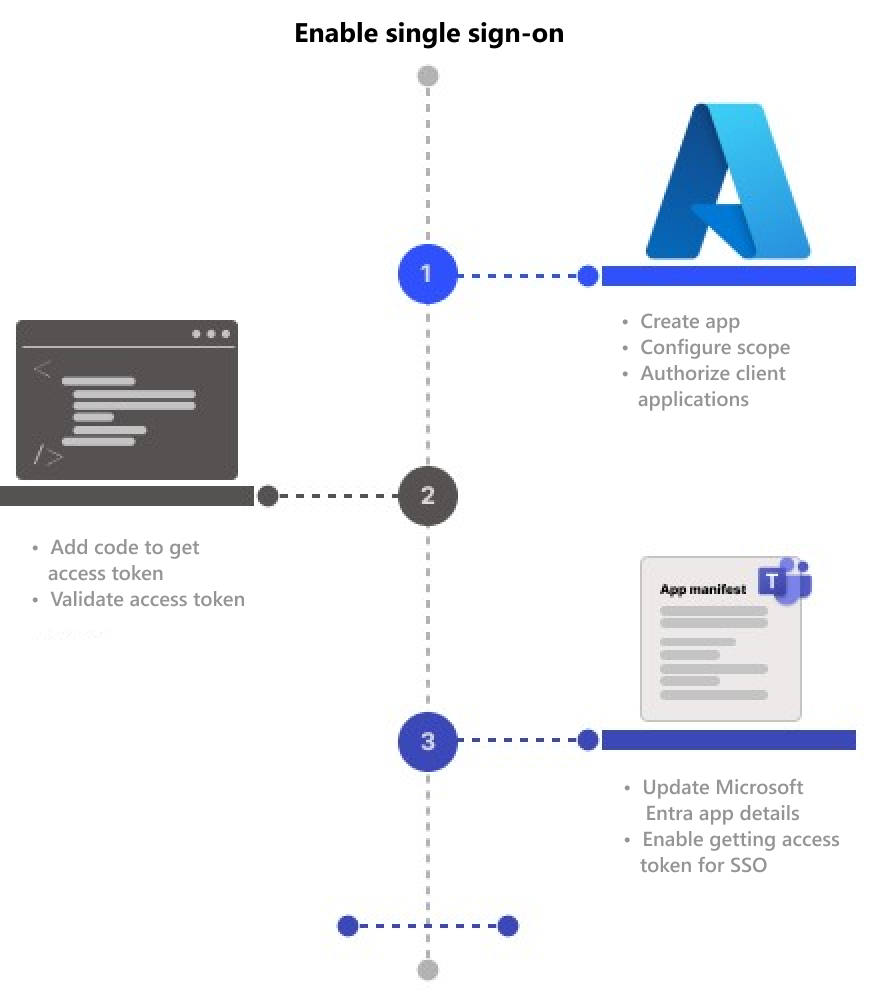 Enable single sign-on
1
• Create app
• Configure scope
• Authorize client
applications
< 
/>
2
• Add code to get
access token
• Validate access token
App manifest
T
3
• Update Microsoft
Entra app details
• Enable getting access
token for SSO